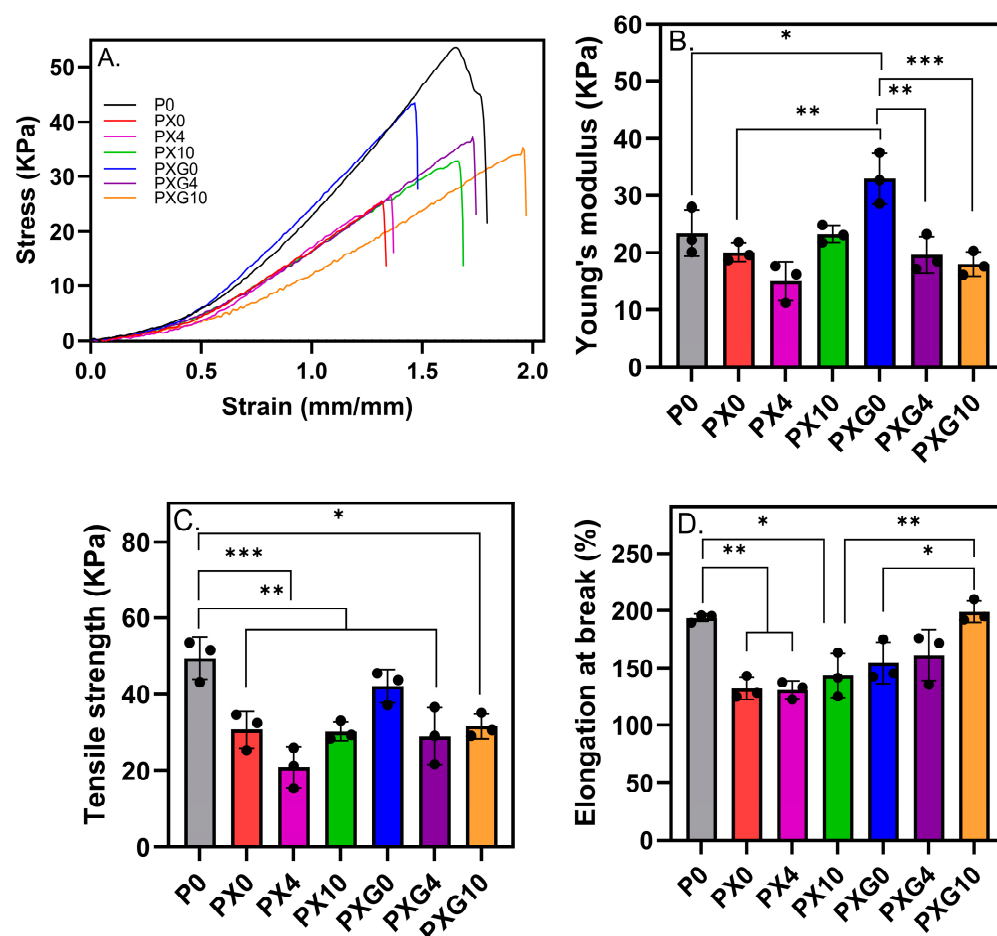 A.
50
40
30
20
10
0
Stress (KPa)
P0
PX0
PX4
PX10
PXG0
PXG4
PXG10
0.0
0.5
1.0
1.5
2.0
Strain (mm/mm)
B.
60
50
40
30
20
10
0
Young's modulus (KPa)
*
***
**
**
P0
PX0
PX4
PX10
PXG0
PXG4
PXG10
C.
80
60
40
20
0
Tensile strength (KPa)
*
***
**
P0
PX0
PX4
PX10
PXG0
PXG4
PXG10
D.
250
200
150
100
50
0
Elongation at break (%)
*
**
**
*
P0
PX0
PX4
PX10
PXG0
PXG4
PXG10